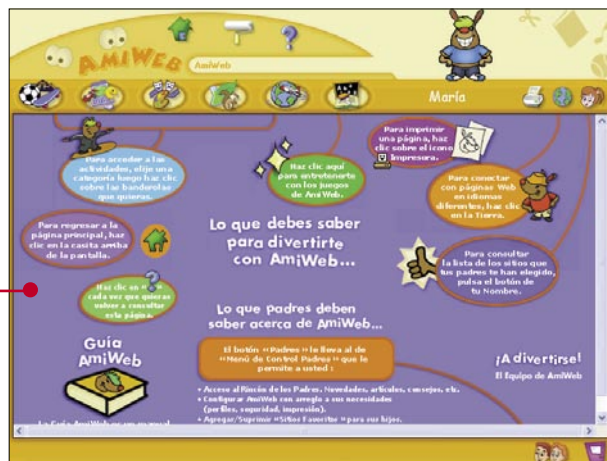 AMIWEB
AmiWeb
María
Para acceder a las
actividades, elije una
categoría luego haz clic
sobre las banderolas
que quieras.
Haz clic aquí
para entretenerte
con los juegos
de AmiWeb.
Para imprimir
una página, haz
clic sobre el icono
Impresora.
Para conectar
con páginas Web
en idiomas
diferentes, haz clic
en la Tierra.
Para regresar a la
página principal, haz
clic en la casita arriba
de la pantalla.
Lo que debes saber
para divertirte
con AmiWeb...
Para consultar
la lista de los sitios que
tus padres te han elegido,
pulsa el botón de
tu Nombre.
Haz clic en "?"
cada vez que quieras
volver a consultar
esta página.
Lo que padres deben
saber acerca de AmiWeb...
Guía
AmiWeb
El botón «Padres» le lleva al de
«Menú de Control Padres» que le
permite a usted :
• Acceso al Rincón de los Padres. Novedades, artículos, consejos, etc.
• Configurar AmiWeb con arreglo a sus necesidades
(perfiles, seguridad, impresión).
• Agregar/Suprimir «Sitios Favoritos» para sus hijos.
¡A divertirse!
El Equipo de AmiWeb
La Guía AmiWeb es un manual